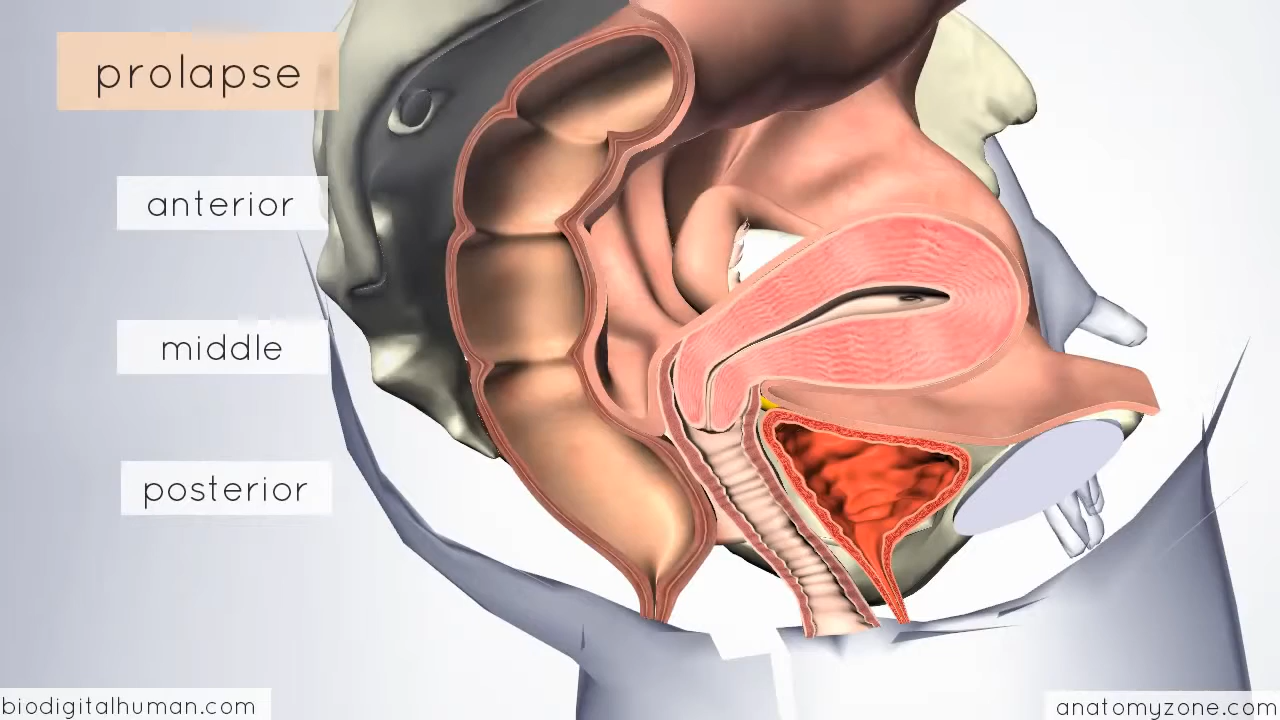 prolapse
anterior
middle
posterior
biodigitalhuman.com
anatomyzone.com